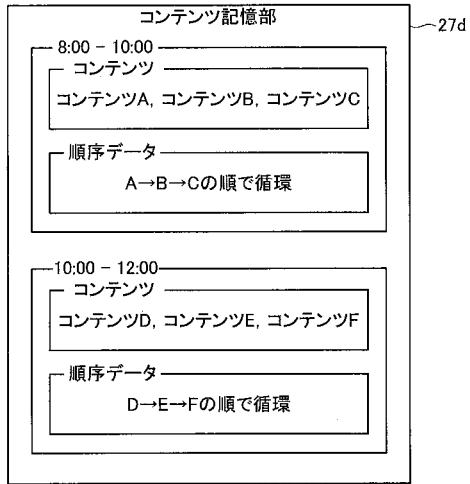 コンテンツ記憶部
27d
8:00 - 10:00
コンテンツ
コンテンツA, コンテンツB, コンテンツC
順序データ
A→B→Cの順で循環
10:00 - 12:00
コンテンツ
コンテンツD, コンテンツE, コンテンツF
順序データ
D→E→Fの順で循環